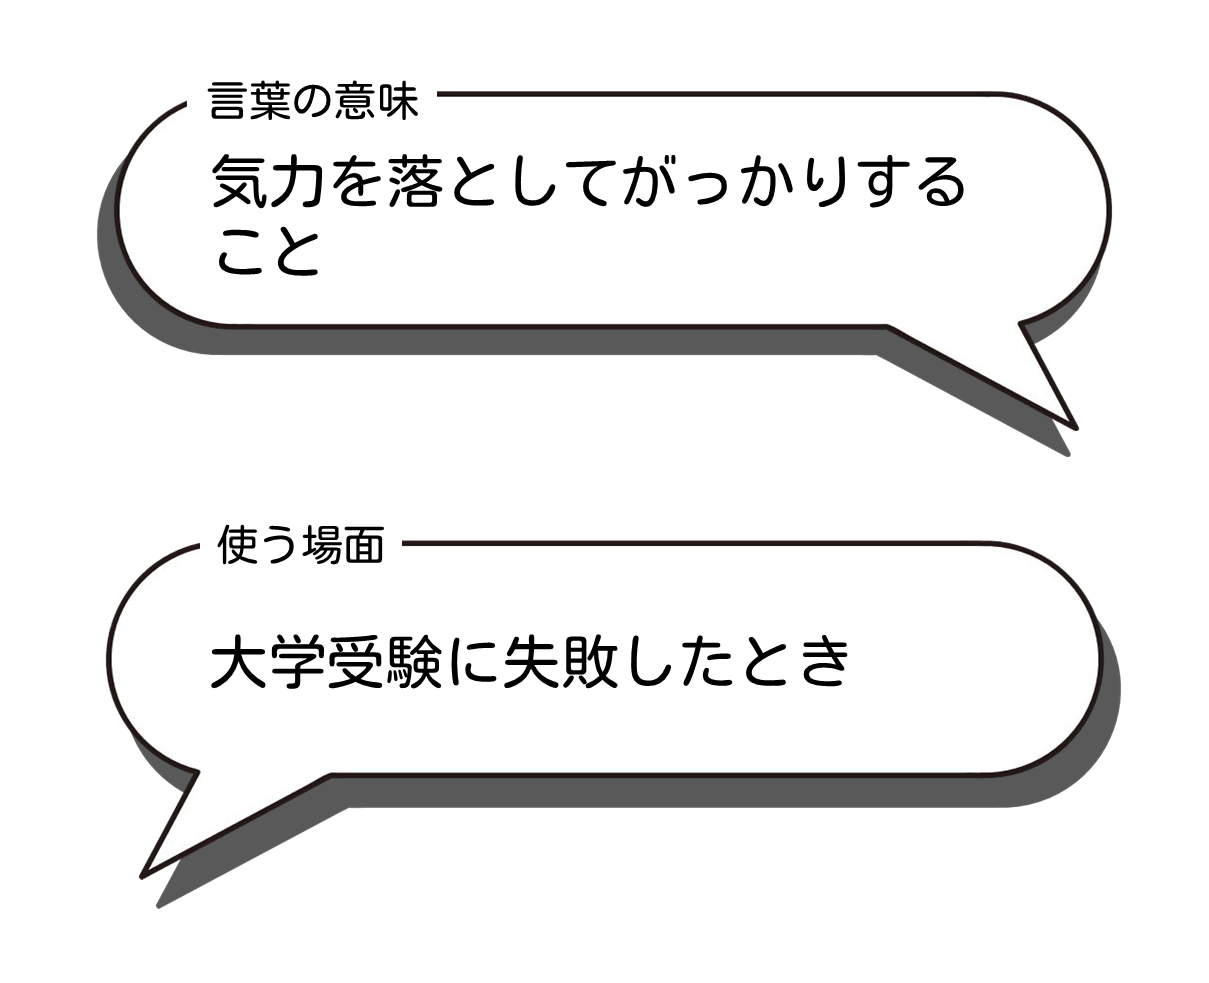 言葉の意味
気力を落としてがっかりする
こと
使う場面
大学受験に失敗したとき